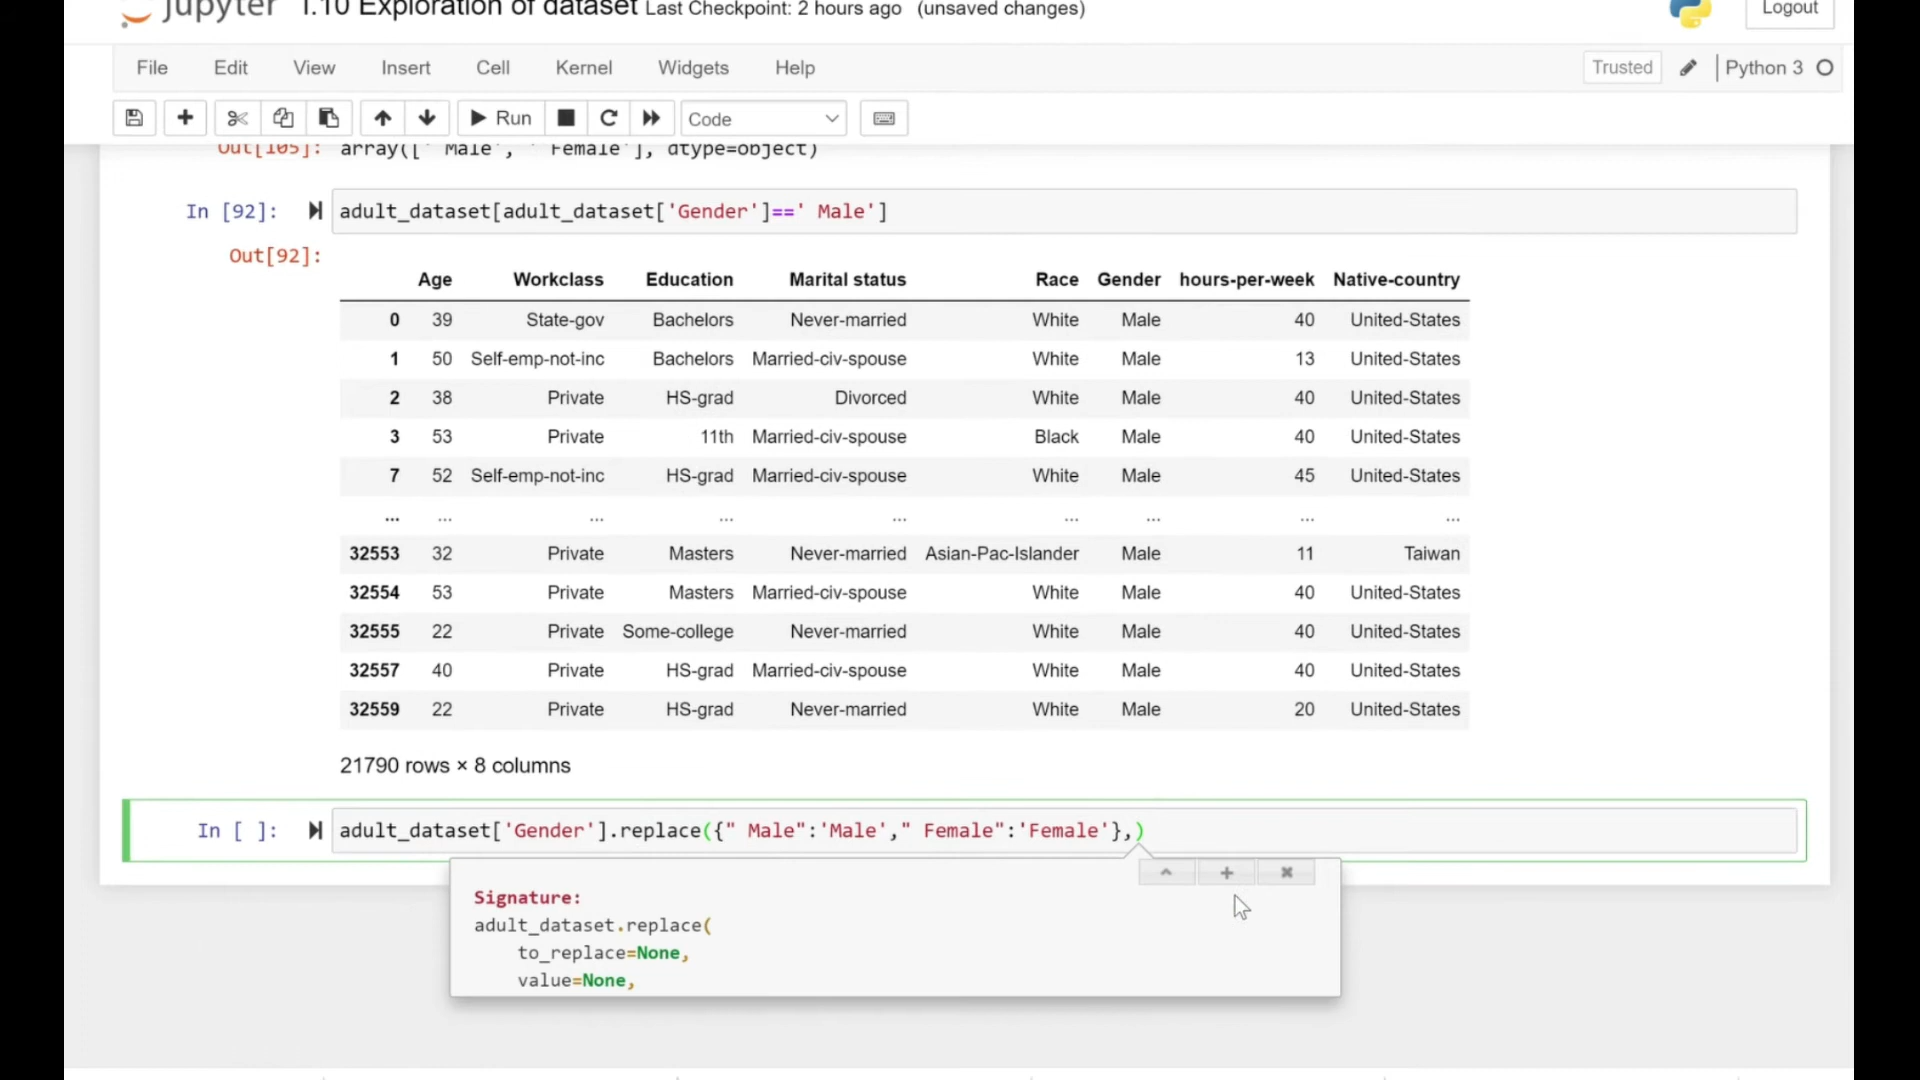 jupyter 1.10 Exploration of dataset Last Checkpoint: 2 hours ago (unsaved changes) Logout
File Edit View Insert Cell Kernel Widgets Help Trusted Python 3
Run Code
Out[105]: array([' Male', ' Female'], dtype=object)
In [92]: adult_dataset[adult_dataset['Gender']==' Male']
Out[92]:
Age Workclass Education Marital status Race Gender hours-per-week Native-country
0 39 State-gov Bachelors Never-married White Male 40 United-States
1 50 Self-emp-not-inc Bachelors Married-civ-spouse White Male 13 United-States
2 38 Private HS-grad Divorced White Male 40 United-States
3 53 Private 11th Married-civ-spouse Black Male 40 United-States
7 52 Self-emp-not-inc HS-grad Married-civ-spouse White Male 45 United-States
... ... ... ... ... ... ... ... ...
32553 32 Private Masters Never-married Asian-Pac-Islander Male 11 Taiwan
32554 53 Private Masters Married-civ-spouse White Male 40 United-States
32555 22 Private Some-college Never-married White Male 40 United-States
32557 40 Private HS-grad Married-civ-spouse White Male 40 United-States
32559 22 Private HS-grad Never-married White Male 20 United-States
21790 rows × 8 columns
In [ ]: adult_dataset['Gender'].replace({" Male":'Male'," Female":'Female'},)
Signature:
adult_dataset.replace(
to_replace=None,
value=None,